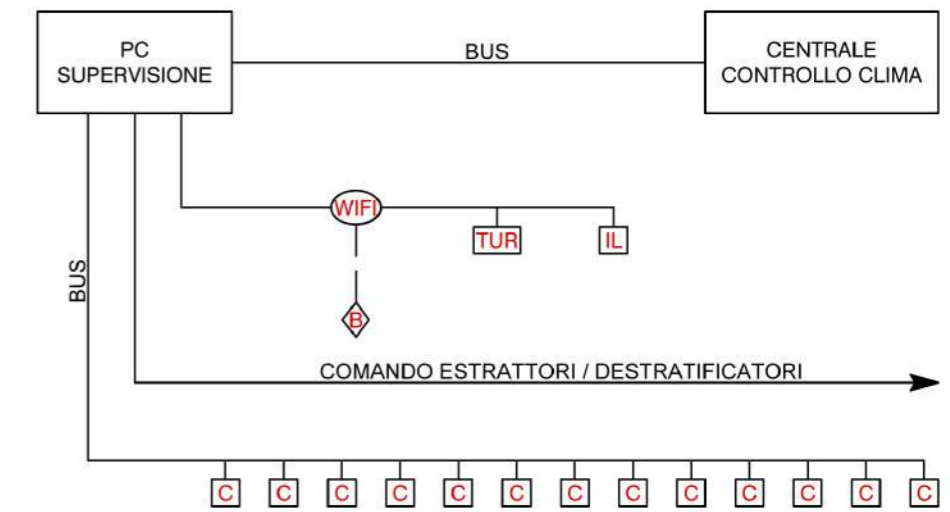 PC
SUPERVISIONE
BUS
CENTRALE
CONTROLLO CLIMA
WIFI
TUR
IL
BUS
B
COMANDO ESTRATTORI / DESTRATIFICATORI
C C C C C C C C C C C C C